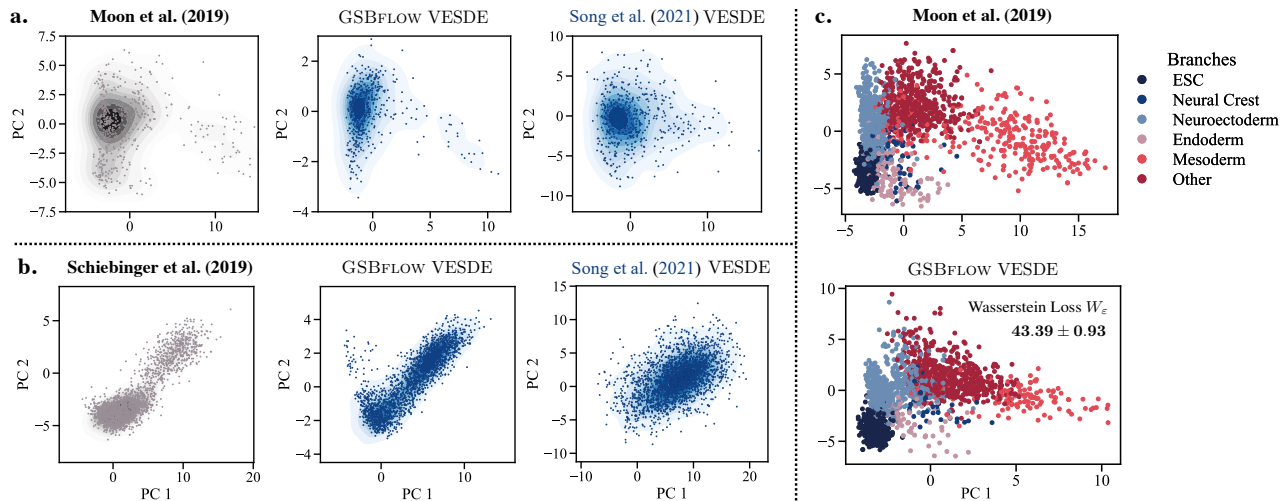 a.
Moon et al. (2019)
GSBFLOW VESDE
Song et al. (2021) VESDE
7.5
5.0
2.5
0.0
−2.5
−5.0
−7.5
PC 2
0
10
2
0
−2
−4
PC 2
0
5
10
10
5
0
−5
−10
PC 2
0
10
b.
Schiebinger et al. (2019)
GSBFLOW VESDE
Song et al. (2021) VESDE
5
0
−5
PC 2
0
10
20
PC 1
4
2
0
−2
−4
PC 2
0
10
PC 1
15
10
5
0
−5
−10
PC 2
−10
0
10
20
PC 1
c.
Moon et al. (2019)
5
0
−5
−5
0
5
10
15
Branches
ESC
Neural Crest
Neuroectoderm
Endoderm
Mesoderm
Other
GSBFLOW VESDE
Wasserstein Loss Wε
43.39 ± 0.93
10
5
0
−5
0
5
10
PC 1